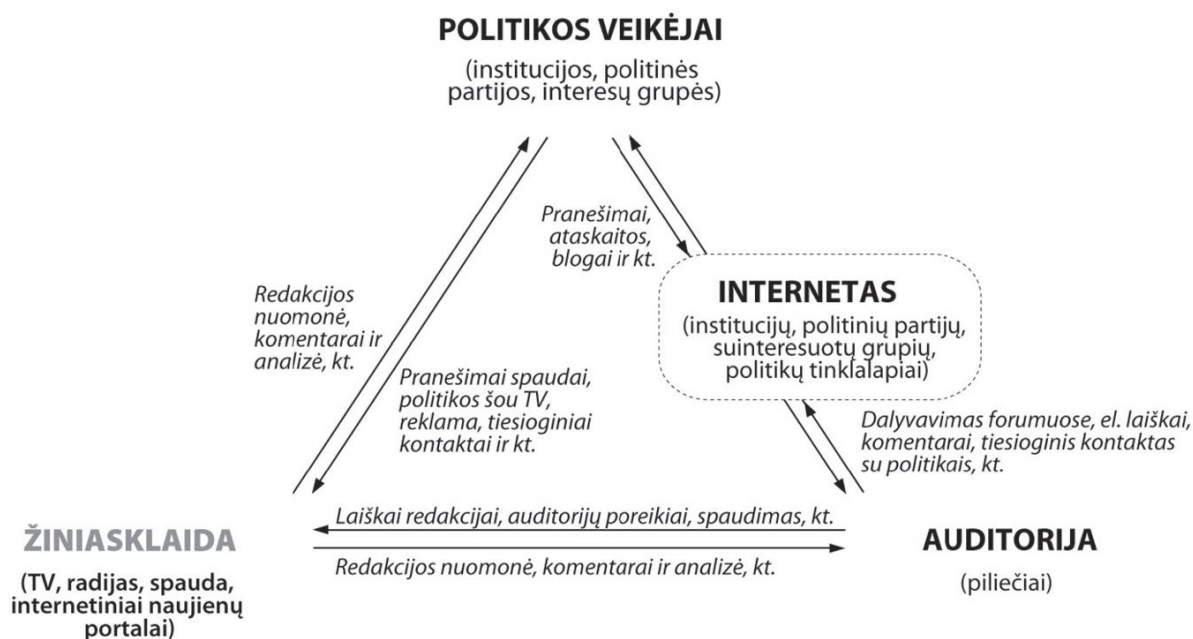 POLITIKOS VEIKĖJAI
(institucijos, politinės
partijos, interesų grupės)
Pranešimai,
ataskaitos,
blogai ir kt.
Redakcijos
nuomonė,
komentarai ir
analizė, kt.
INTERNETAS
(institucijų, politinių partijų,
suinteresuotų grupių,
politikų tinklalapiai)
Pranešimai spaudai,
politikos šou TV,
reklama, tiesioginiai
kontaktai ir kt.
Dalyvavimas forumuose, el. laiškai,
komentarai, tiesioginis kontaktas
su politikais, kt.
Laiškai redakcijai, auditorijų poreikiai, spaudimas, kt.
ŽINIASKLAIDA
(TV, radijas, spauda,
internetiniai naujienų
portalai)
Redakcijos nuomonė, komentarai ir analizė, kt.
AUDITORIJA
(piliečiai)